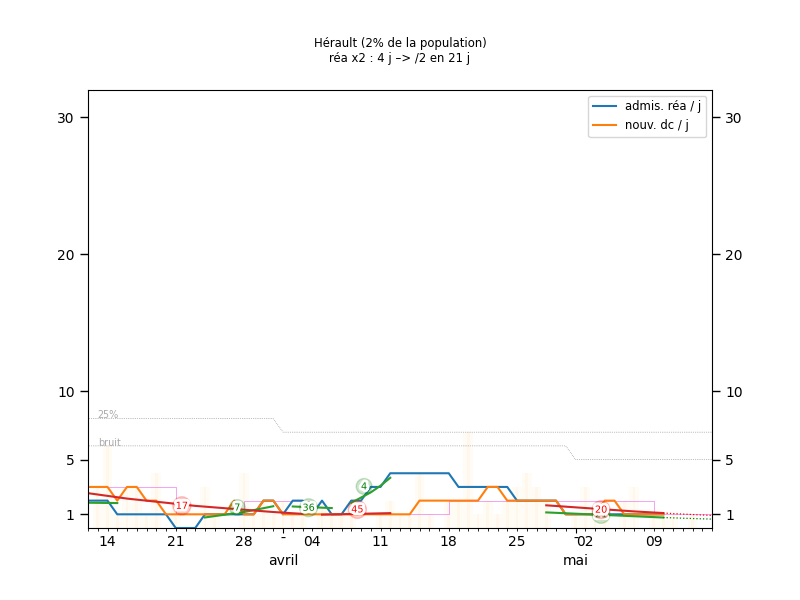 Hérault (2% de la population)
réa x2 : 4 j –> /2 en 21 j
admis. réa / j
nouv. dc / j
30 30
20 20
10 10
25%
bruit
5 5
4
17 7 36 45 20
1 1
14 21 28 04 11 18 25 02 09
avril mai